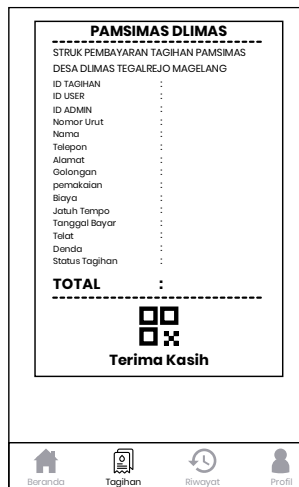 PAMSIMAS DLIMAS
STRUK PEMBAYARAN TAGIHAN PAMSIMAS
DESA DLIMAS TEGALREJO MAGELANG
ID TAGIHAN :
ID USER :
ID ADMIN :
Nomor Urut :
Nama :
Telepon :
Alamat :
Golongan :
pemakaian :
Biaya :
Jatuh Tempo :
Tanggal Bayar :
Telat :
Denda :
Status Tagihan :
TOTAL :
Terima Kasih
Beranda Tagihan Riwayat Profil